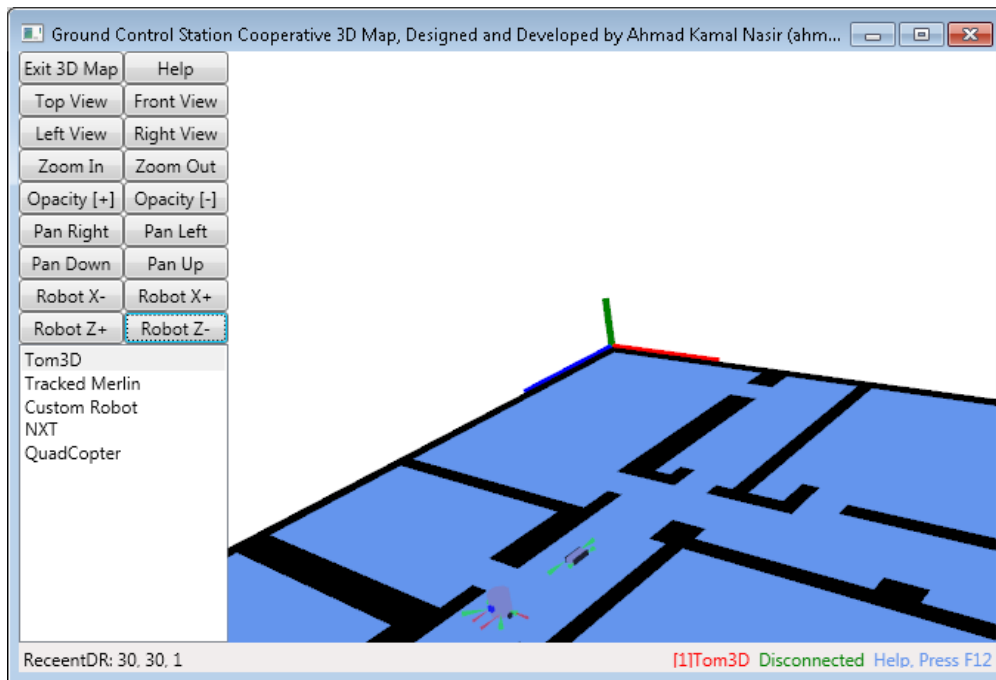 Ground Control Station Cooperative 3D Map, Designed and Developed by Ahmad Kamal Nasir (ahm...
Exit 3D Map Help
Top View Front View
Left View Right View
Zoom In Zoom Out
Opacity [+] Opacity [-]
Pan Right Pan Left
Pan Down Pan Up
Robot X- Robot X+
Robot Z+ Robot Z-
Tom3D
Tracked Merlin
Custom Robot
NXT
QuadCopter
ReceentDR: 30, 30, 1 [1]Tom3D Disconnected Help, Press F12